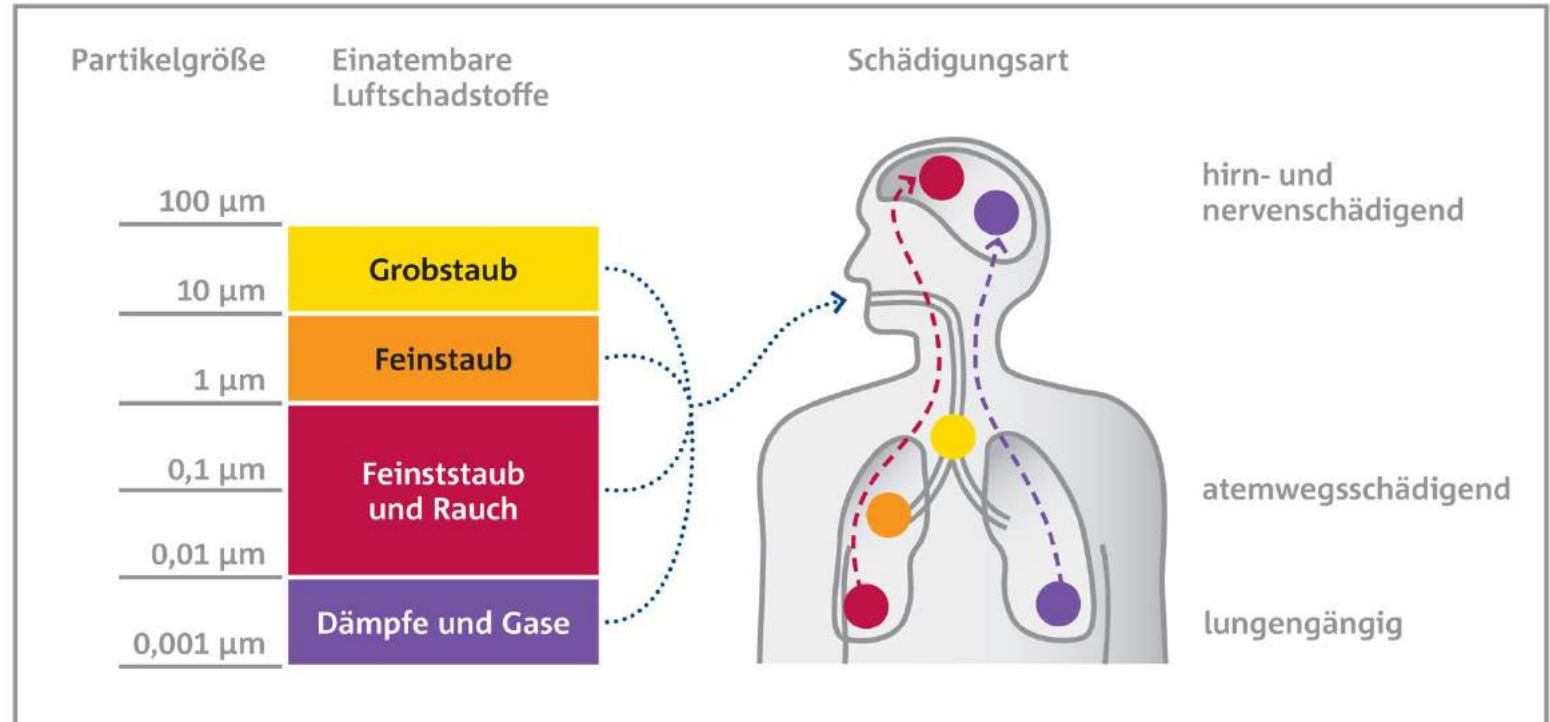 Partikelgröße
Einatembare
Luftschadstoffe
Schädigungsart
100 µm
10 µm
1 µm
0,1 µm
0,01 µm
0,001 µm
Grobstaub
Feinstaub
Feinststaub
und Rauch
Dämpfe und Gase
hirn- und
nervenschädigend
atemwegsschädigend
lungengängig